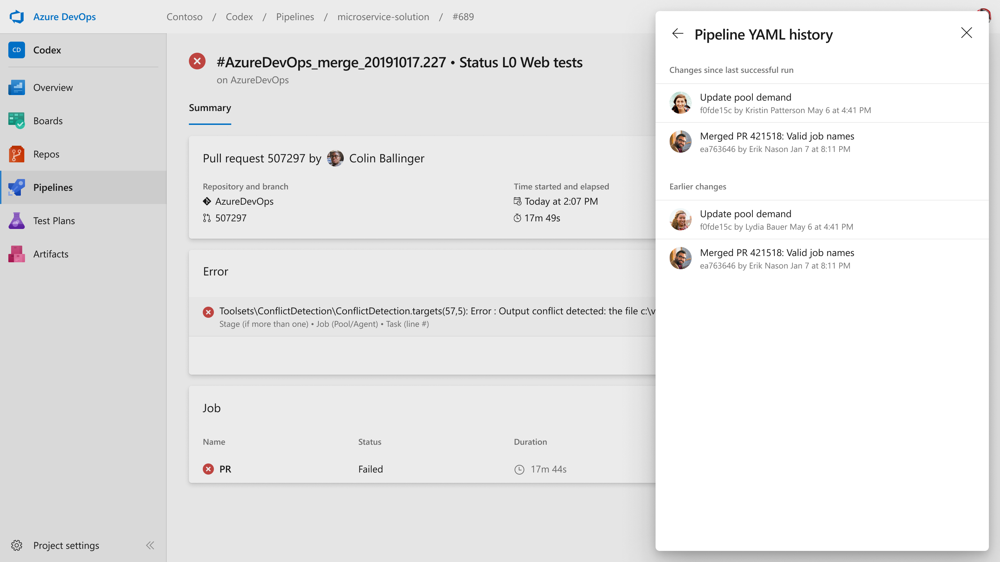 Azure DevOps
Contoso / Codex / Pipelines / microservice-solution / #689
CD Codex
Overview
Boards
Repos
Pipelines
Test Plans
Artifacts
Project settings
#AzureDevOps_merge_20191017.227 • Status L0 Web tests
on AzureDevOps
Summary
Pull request 507297 by Colin Ballinger
Repository and branch
AzureDevOps
507297
Time started and elapsed
Today at 2:07 PM
17m 49s
Error
Toolsets\ConflictDetection\ConflictDetection.targets(57,5): Error : Output conflict detected: the file c:\v
Stage (if more than one) • Job (Pool/Agent) • Task (line #)
Job
Name Status Duration
PR Failed 17m 44s
Pipeline YAML history
Changes since last successful run
Update pool demand
f0fde15c by Kristin Patterson May 6 at 4:41 PM
Merged PR 421518: Valid job names
ea763646 by Erik Nason Jan 7 at 8:11 PM
Earlier changes
Update pool demand
f0fde15c by Lydia Bauer May 6 at 4:41 PM
Merged PR 421518: Valid job names
ea763646 by Erik Nason Jan 7 at 8:11 PM